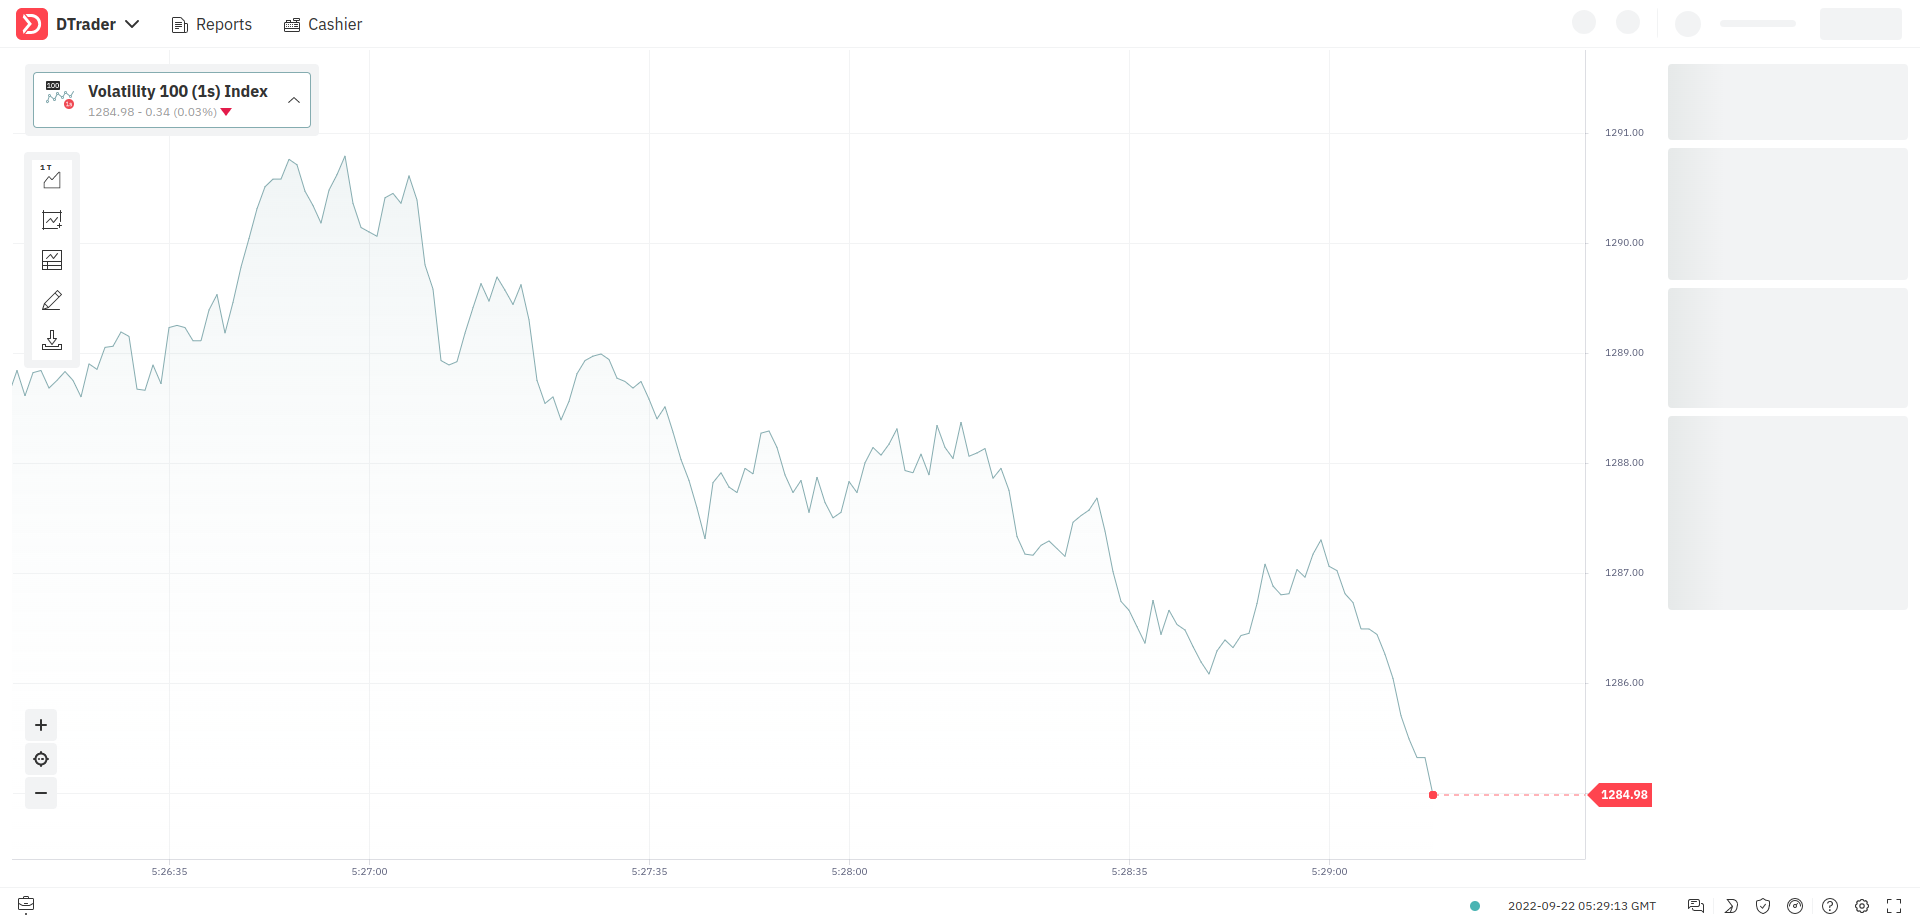 DTrader
Reports
Cashier
100
Volatility 100 (1s) Index
1s
1284.98 - 0.34 (0.03%)
1T
1291.00
1290.00
1289.00
1288.00
1287.00
1286.00
1284.98
5:26:35
5:27:00
5:27:35
5:28:00
5:28:35
5:29:00
2022-09-22 05:29:13 GMT